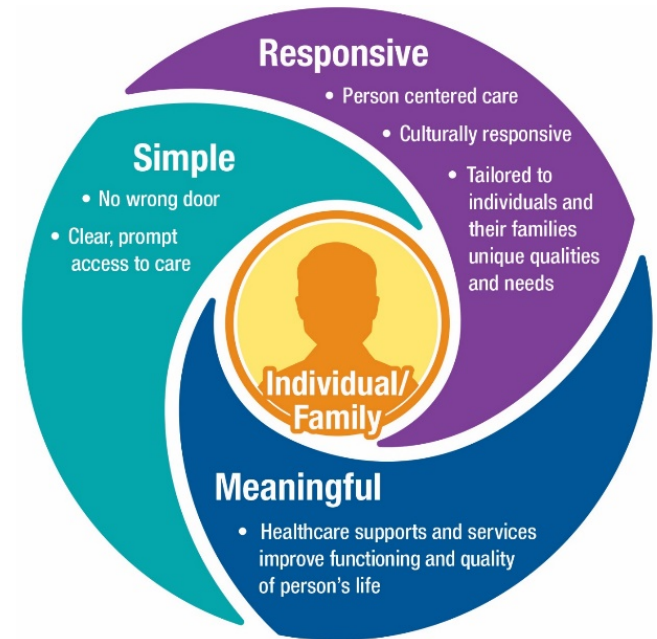 Responsive
• Person centered care
• Culturally responsive
• Tailored to
individuals and
their families
unique qualities
and needs
Simple
• No wrong door
• Clear, prompt
access to care
Individual/
Family
Meaningful
• Healthcare supports and services
improve functioning and quality
of person's life